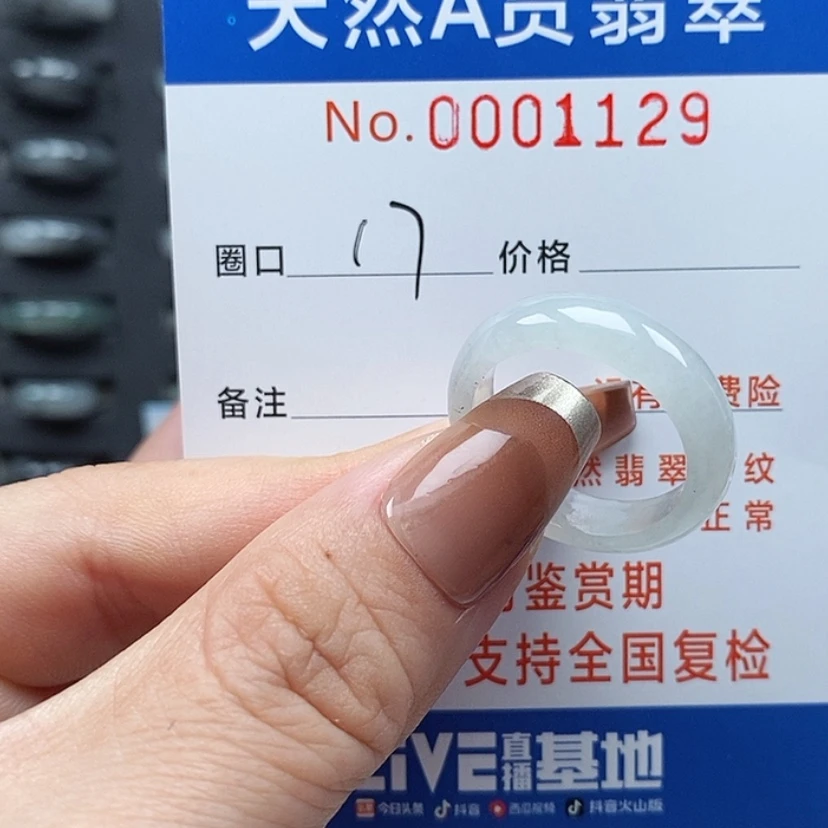 天然A货翡翠
No.0001129
圈口 17 价格
备注
有 费险
然翡翠 纹
正常
鉴赏期
支持全国复检
LIVE直播基地
今日头条 抖音 西瓜视频 抖音火山版